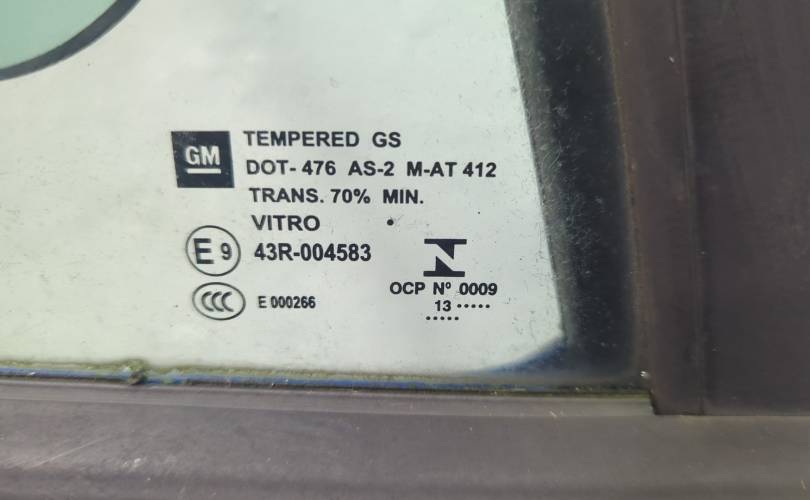 GM
TEMPERED GS
DOT-476 AS-2 M-AT 412
TRANS. 70% MIN.
VITRO
E 9
43R-004583
CCC
E 000266
N
OCP Nº 0009
13 •••••
•••••